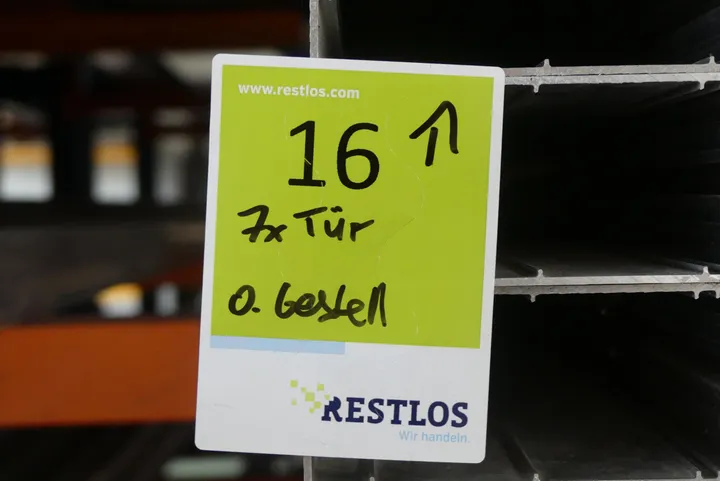 www.restlos.com
16 ↑
7x Tür
o. Gestell
RESTLOS
Wir handeln.